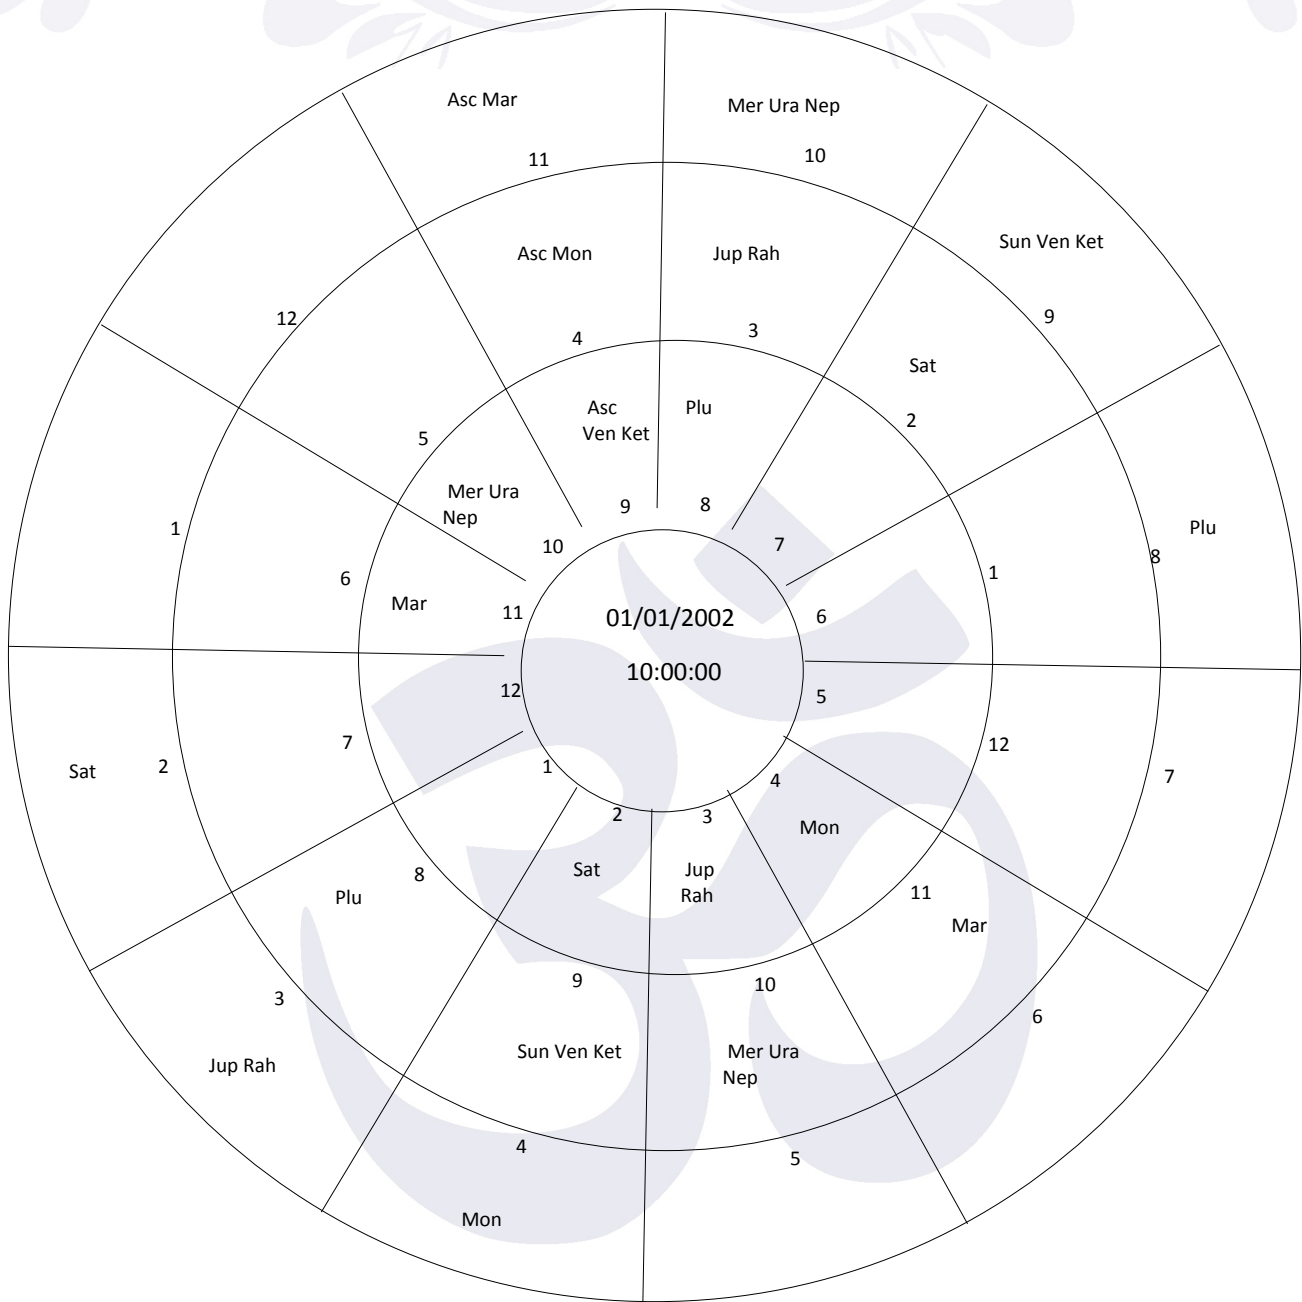 Asc Mar
Mer Ura Nep
11
10
Sun Ven Ket
Asc Mon
Jup Rah
12
9
4
3
Sat
5
2
Asc
Ven Ket
Plu
Mer Ura
Nep
9
8
1
10
7
Plu
8
6
1
Mar
11
01/01/2002
6
10:00:00
12
5
7
12
2
Sat
1
4
7
2
3
Mon
8
Sat
Jup
Rah
11
Plu
Mar
9
10
3
6
Jup Rah
Sun Ven Ket
Mer Ura
Nep
4
5
Mon